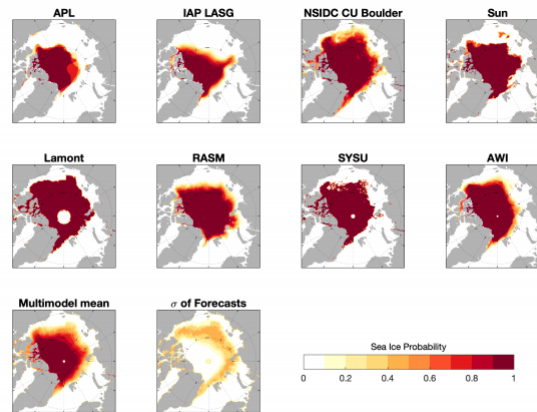 APL IAP LASG NSIDC CU Boulder Sun
Lamont RASM SYSU AWI
Multimodel mean σ of Forecasts
Sea Ice Probability
0 0.2 0.4 0.6 0.8 1